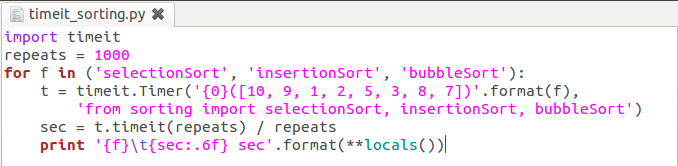 timeit_sorting.py ✖
import timeit
repeats = 1000
for f in ('selectionSort', 'insertionSort', 'bubbleSort'):
    t = timeit.Timer('{0}([10, 9, 1, 2, 5, 3, 8, 7])'.format(f),
        'from sorting import selectionSort, insertionSort, bubbleSort')
    sec = t.timeit(repeats) / repeats
    print '{f}\t{sec:.6f} sec'.format(**locals())